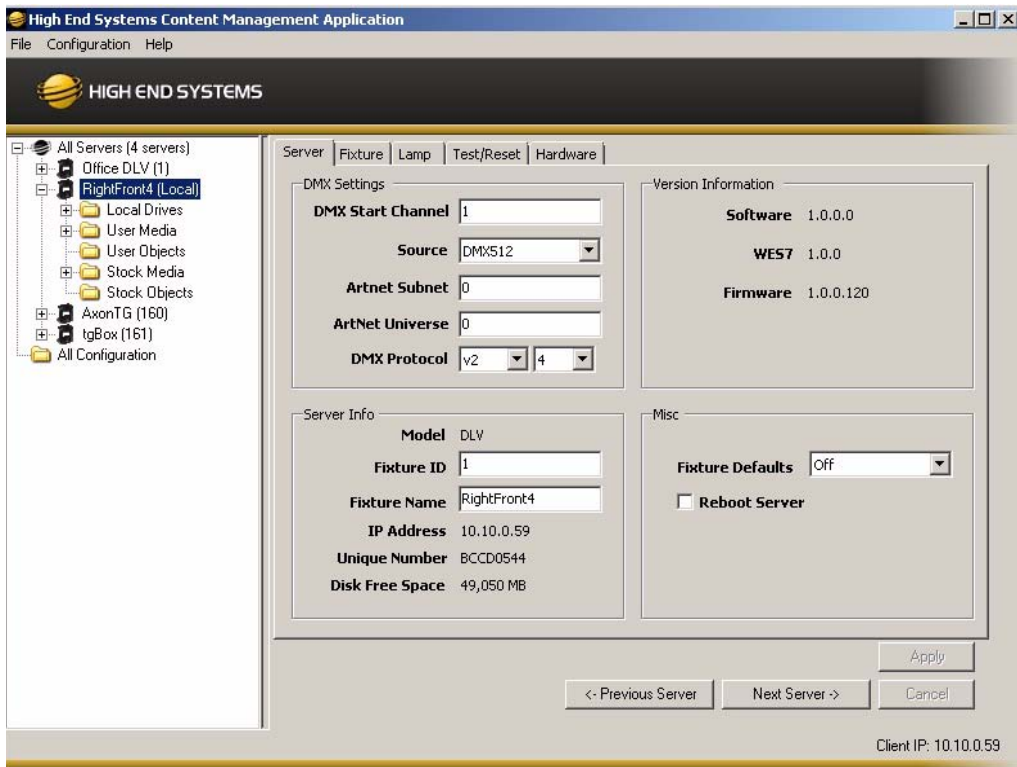 High End Systems Content Management Application
File Configuration Help
HIGH END SYSTEMS
All Servers (4 servers)
Office DLV (1)
RightFront4 (Local)
Local Drives
User Media
User Objects
Stock Media
Stock Objects
AxonTG (160)
tgBox (161)
All Configuration
Server Fixture Lamp Test/Reset Hardware
DMX Settings
DMX Start Channel 1
Source DMX512
Artnet Subnet 0
ArtNet Universe 0
DMX Protocol v2 4
Version Information
Software 1.0.0.0
WES7 1.0.0
Firmware 1.0.0.120
Server Info
Model DLV
Fixture ID 1
Fixture Name RightFront4
IP Address 10.10.0.59
Unique Number BCCD0544
Disk Free Space 49,050 MB
Misc
Fixture Defaults Off
Reboot Server
Apply
<- Previous Server Next Server -> Cancel
Client IP: 10.10.0.59